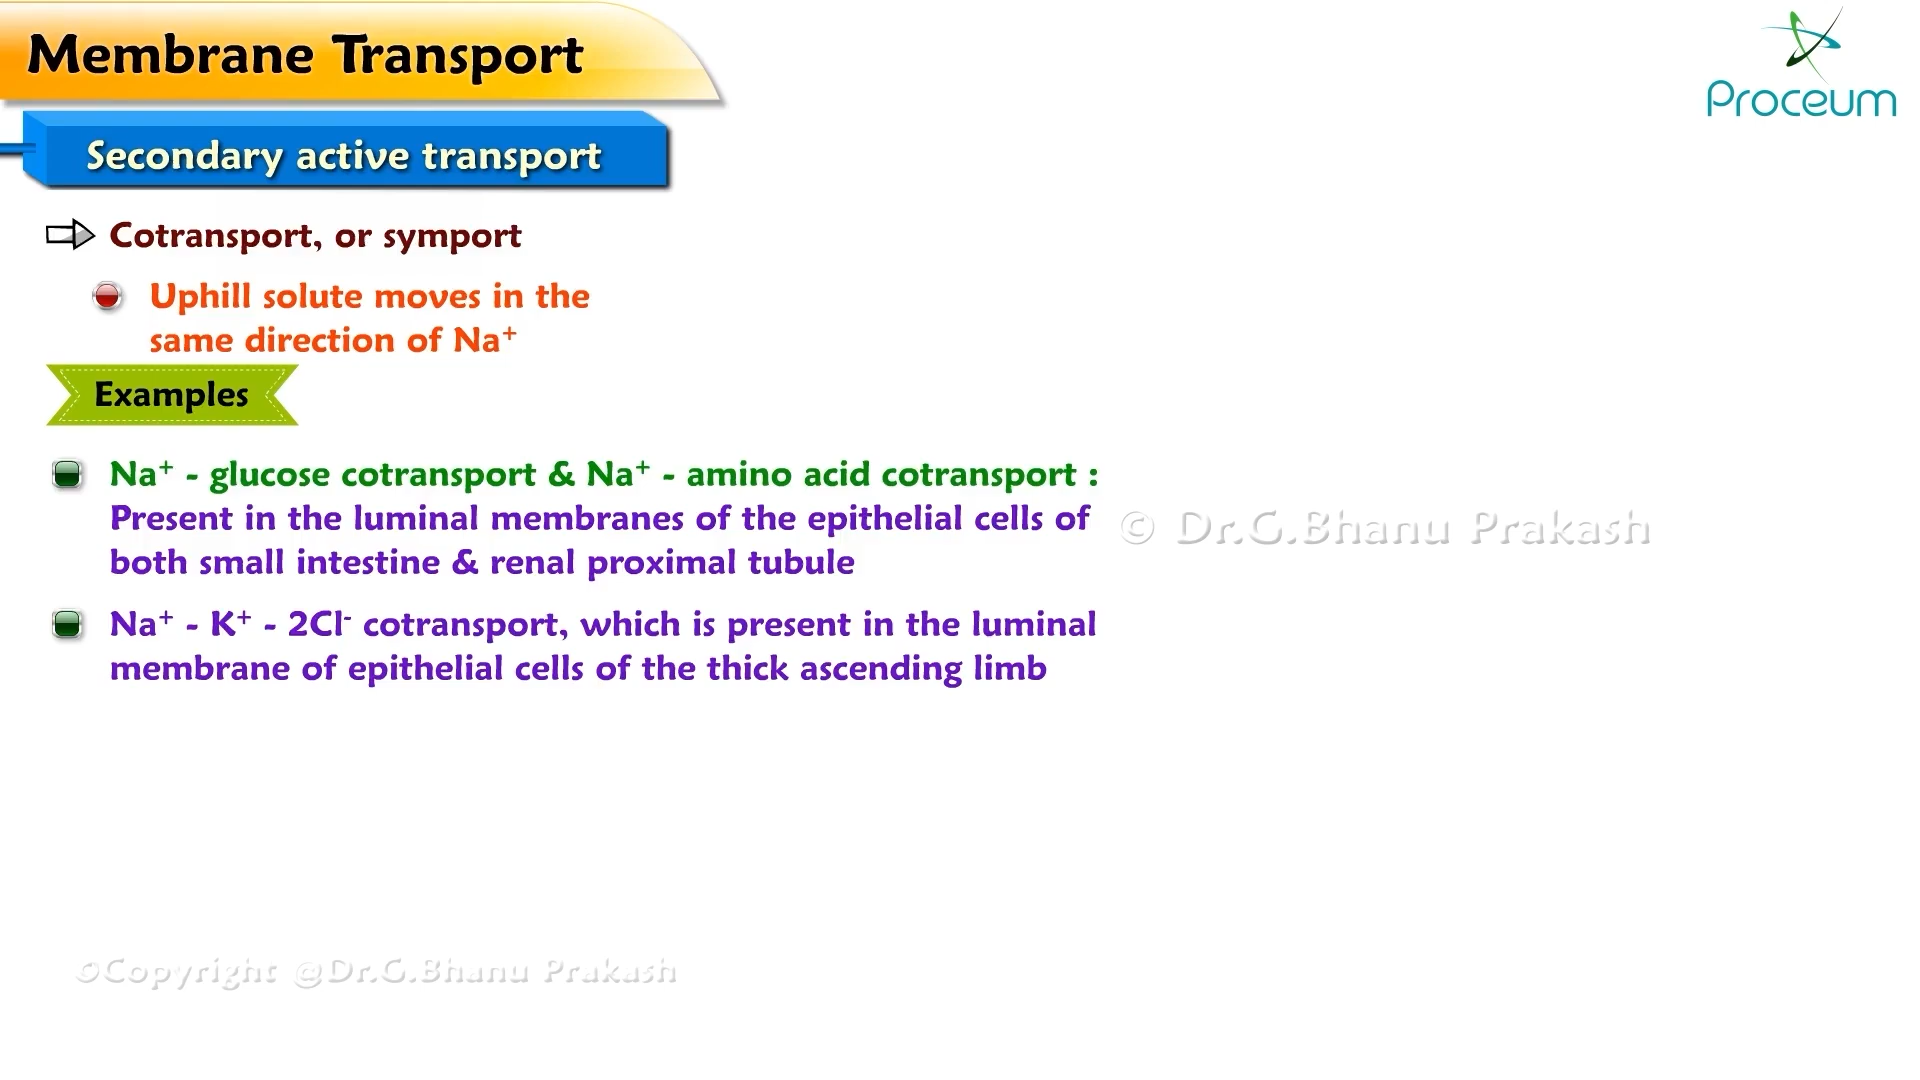 Membrane Transport
Proceum
Secondary active transport
Cotransport, or symport
Uphill solute moves in the
same direction of Na⁺
Examples
Na⁺ - glucose cotransport & Na⁺ - amino acid cotransport :
Present in the luminal membranes of the epithelial cells of
both small intestine & renal proximal tubule
© Dr.G.Bhanu Prakash
Na⁺ - K⁺ - 2Cl⁻ cotransport, which is present in the luminal
membrane of epithelial cells of the thick ascending limb
©Copyright @Dr.G.Bhanu Prakash